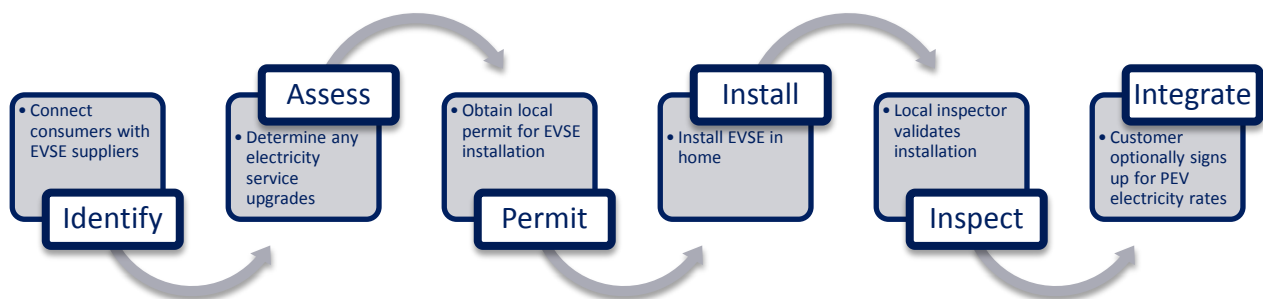 • Connect
consumers with
EVSE suppliers
Identify
Assess
• Determine any
electricity
service
upgrades
• Obtain local
permit for EVSE
installation
Permit
Install
• Install EVSE in
home
• Local inspector
validates
installation
Inspect
Integrate
• Customer
optionally signs
up for PEV
electricity rates